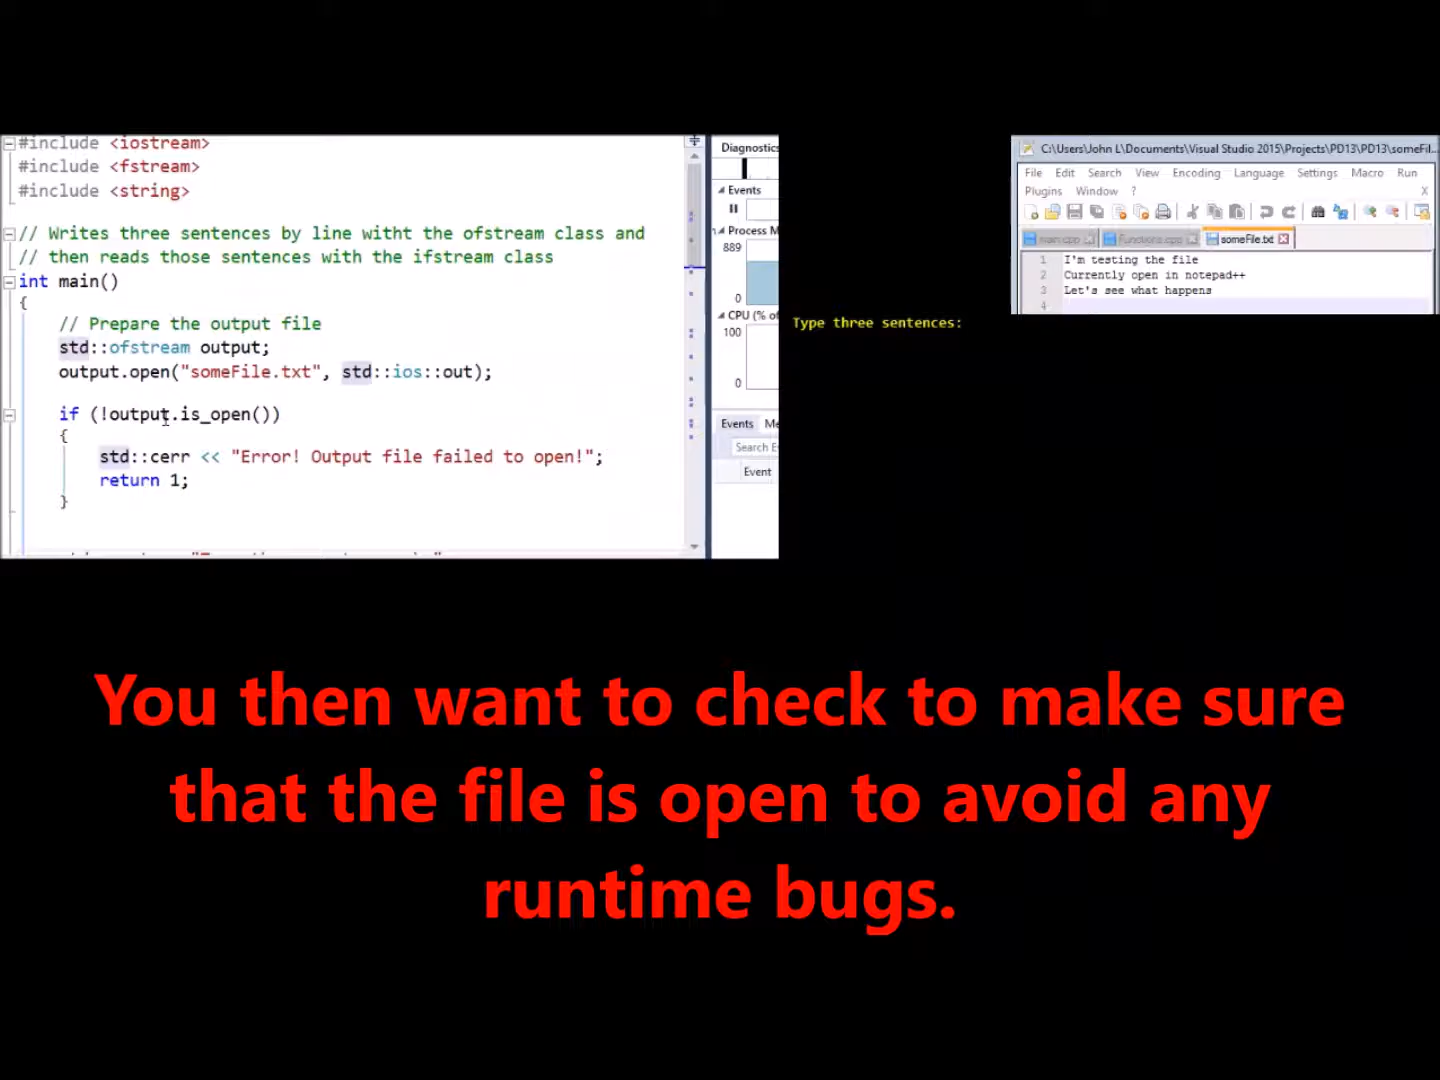 #include <iostream>
#include <fstream>
#include <string>
// Writes three sentences by line witht the ofstream class and
// then reads those sentences with the ifstream class
int main()
{
// Prepare the output file
std::ofstream output;
output.open("someFile.txt", std::ios::out);
if (!output.is_open())
{
std::cerr << "Error! Output file failed to open!";
return 1;
}
Diagnostics
Events
Process M
889
0
CPU (% of
100
0
Events Me
Search E
Event
Type three sentences:
C:\Users\John L\Documents\Visual Studio 2015\Projects\PD13\PD13\someFil...
File Edit Search View Encoding Language Settings Macro Run
Plugins Window ? X
main.cpp Functions.cpp someFile.txt
1 I'm testing the file
2 Currently open in notepad++
3 Let's see what happens
4
You then want to check to make sure
that the file is open to avoid any
runtime bugs.